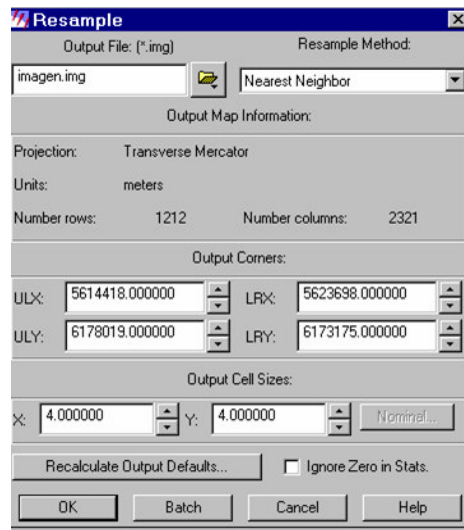 Resample
Output File: (*.img) Resample Method:
imagen.img Nearest Neighbor
Output Map Information:
Projection: Transverse Mercator
Units: meters
Number rows: 1212 Number columns: 2321
Output Corners:
ULX: 5614418.000000 LRX: 5623698.000000
ULY: 6178019.000000 LRY: 6173175.000000
Output Cell Sizes:
X: 4.000000 Y: 4.000000 Nominal...
Recalculate Output Defaults... Ignore Zero in Stats.
OK Batch Cancel Help